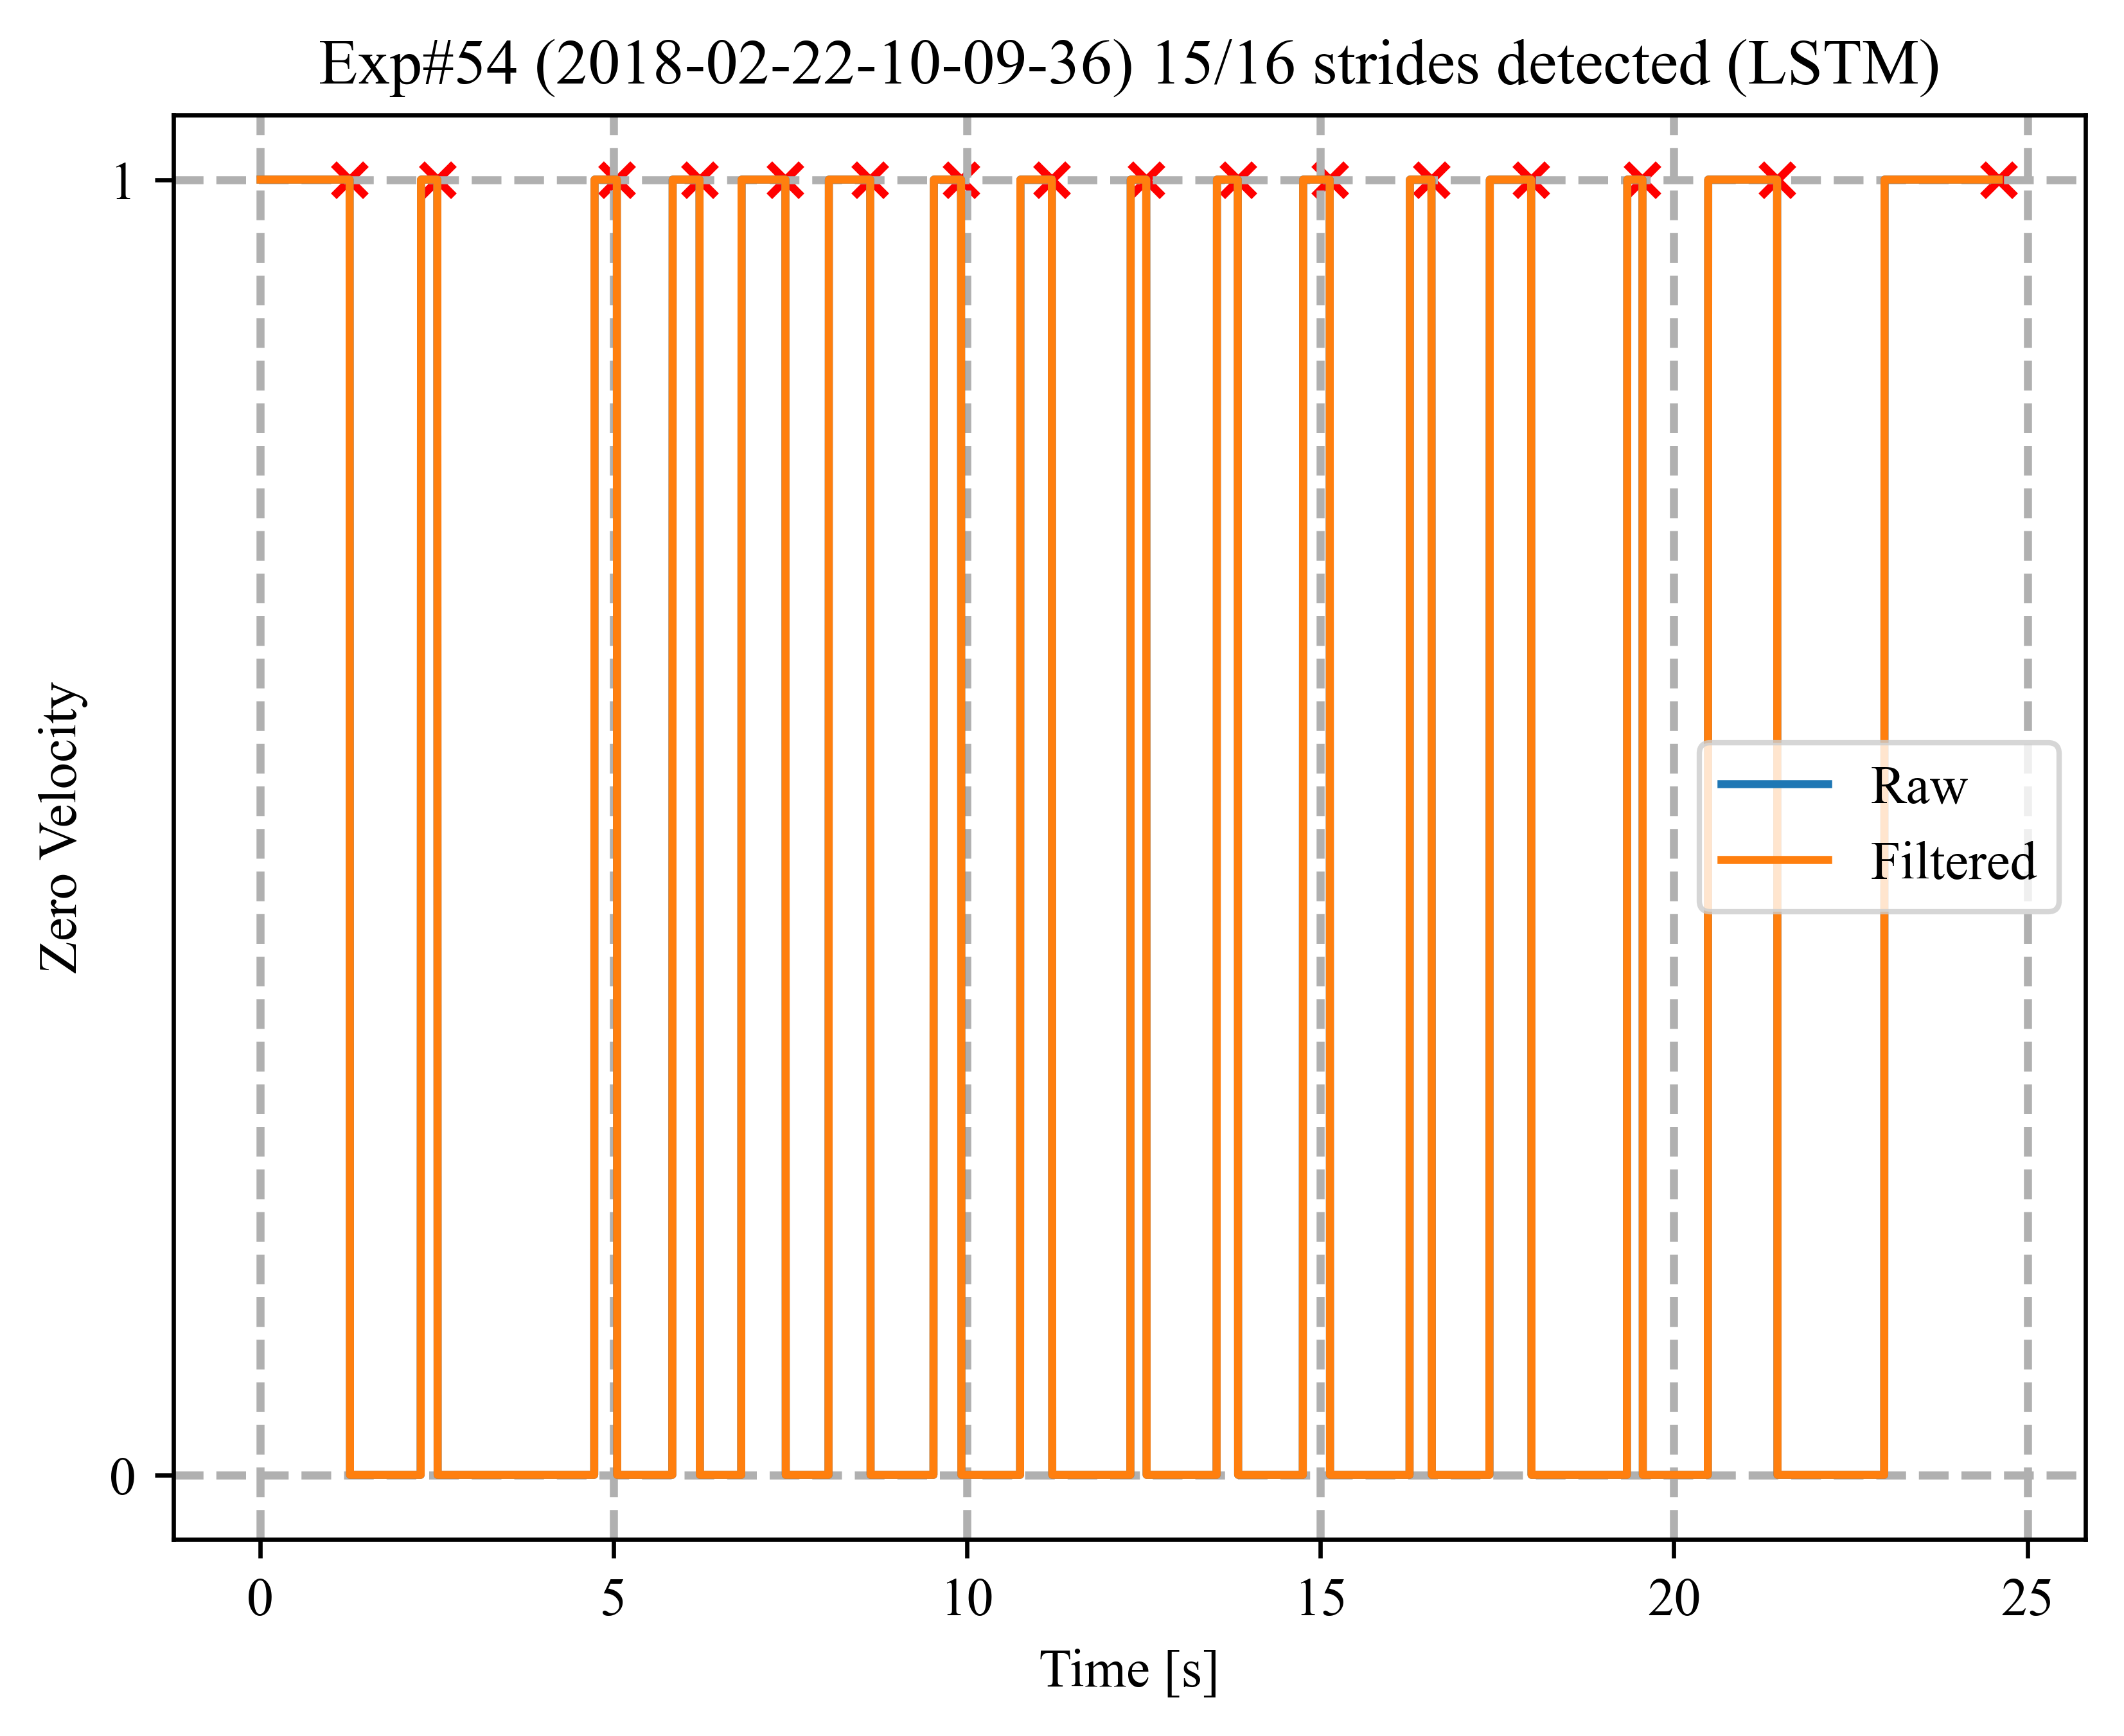 Exp#54 (2018-02-22-10-09-36) 15/16 strides detected (LSTM)
1
Zero Velocity
Raw
Filtered
0
0 5 10 15 20 25
Time [s]